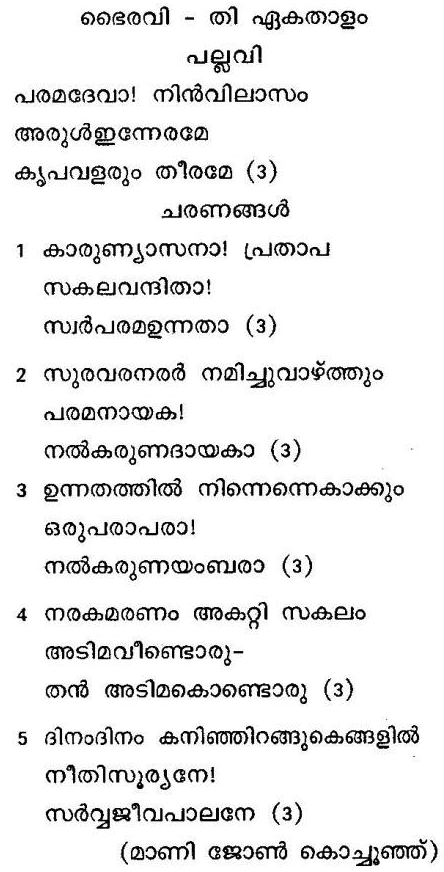 ഭൈരവി - തി ഏകതാളം
പല്ലവി
പരമദേവാ! നിൻവിലാസം
അരുൾഇന്നേരമേ
കൃപവളരും തീരമേ (3)
ചരണങ്ങൾ
1 കാരുണ്യാസനാ! പ്രതാപ
സകലവന്ദിതാ!
സ്വർപരമഉന്നതാ (3)
2 സുരവരനരർ നമിച്ചുവാഴ്ത്തും
പരമനായക!
നൽകരുണദായകാ (3)
3 ഉന്നതത്തിൽ നിന്നെന്നെകാക്കും
ഒരുപരാപരാ!
നൽകരുണയംബരാ (3)
4 നരകമരണം അകറ്റി സകലം
അടിമവീണ്ടൊരു-
തൻ അടിമകൊണ്ടൊരു (3)
5 ദിനംദിനം കനിഞ്ഞിറങ്ങുകെങ്ങളിൽ
നീതിസൂര്യനേ!
സർവ്വജീവപാലനേ (3)
(മാണി ജോൺ കൊച്ചൂഞ്ഞ്)